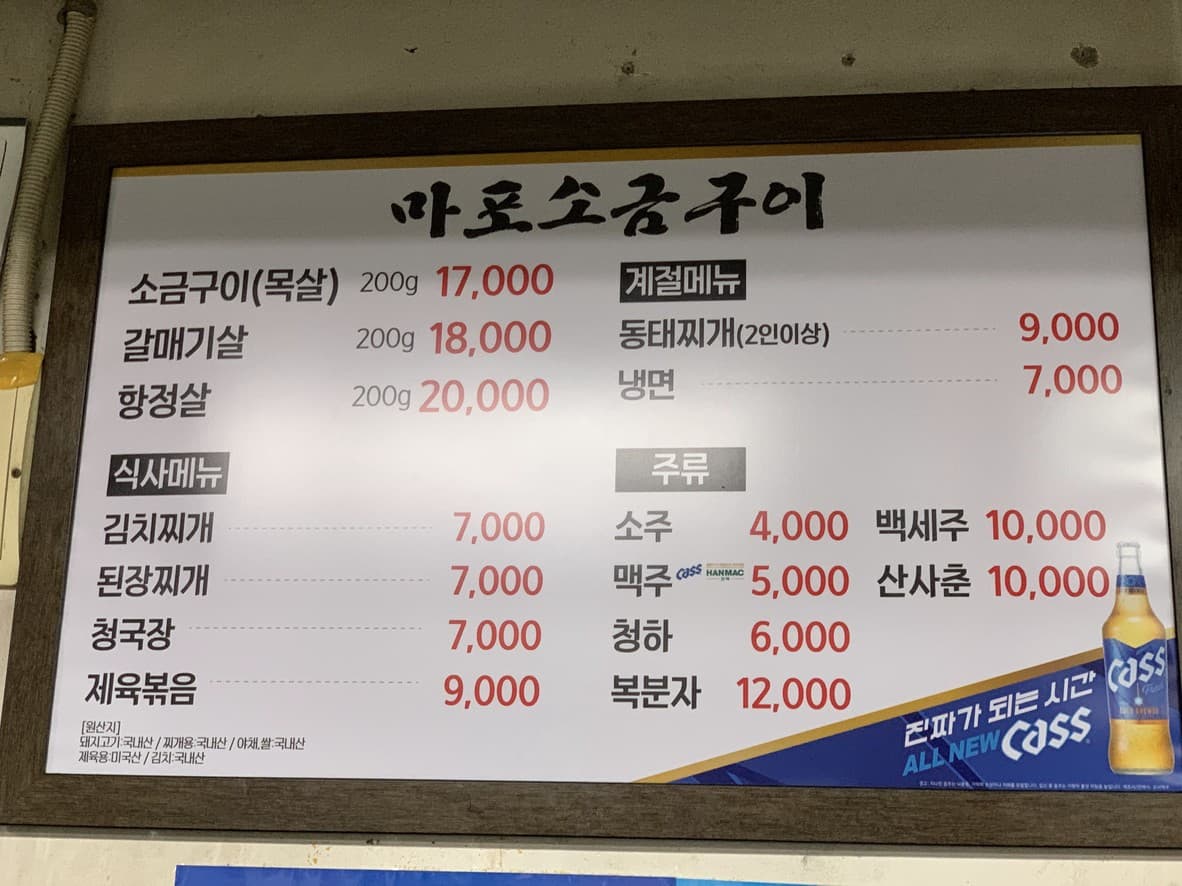 마포소금구이
소금구이(목살) 200g 17,000
갈매기살 200g 18,000
항정살 200g 20,000
식사메뉴
김치찌개 7,000
된장찌개 7,000
청국장 7,000
제육볶음 9,000
[원산지]
돼지고기:국내산 / 찌개용:국내산 / 야채,쌀:국내산
제육용:미국산 / 김치:국내산
계절메뉴
동태찌개(2인이상) 9,000
냉면 7,000
주류
소주 4,000 백세주 10,000
맥주 Cass HANMAC 5,000 산사춘 10,000
청하 6,000
복분자 12,000
진짜가 되는 시간
ALL NEW Cass
Cass
Fresh